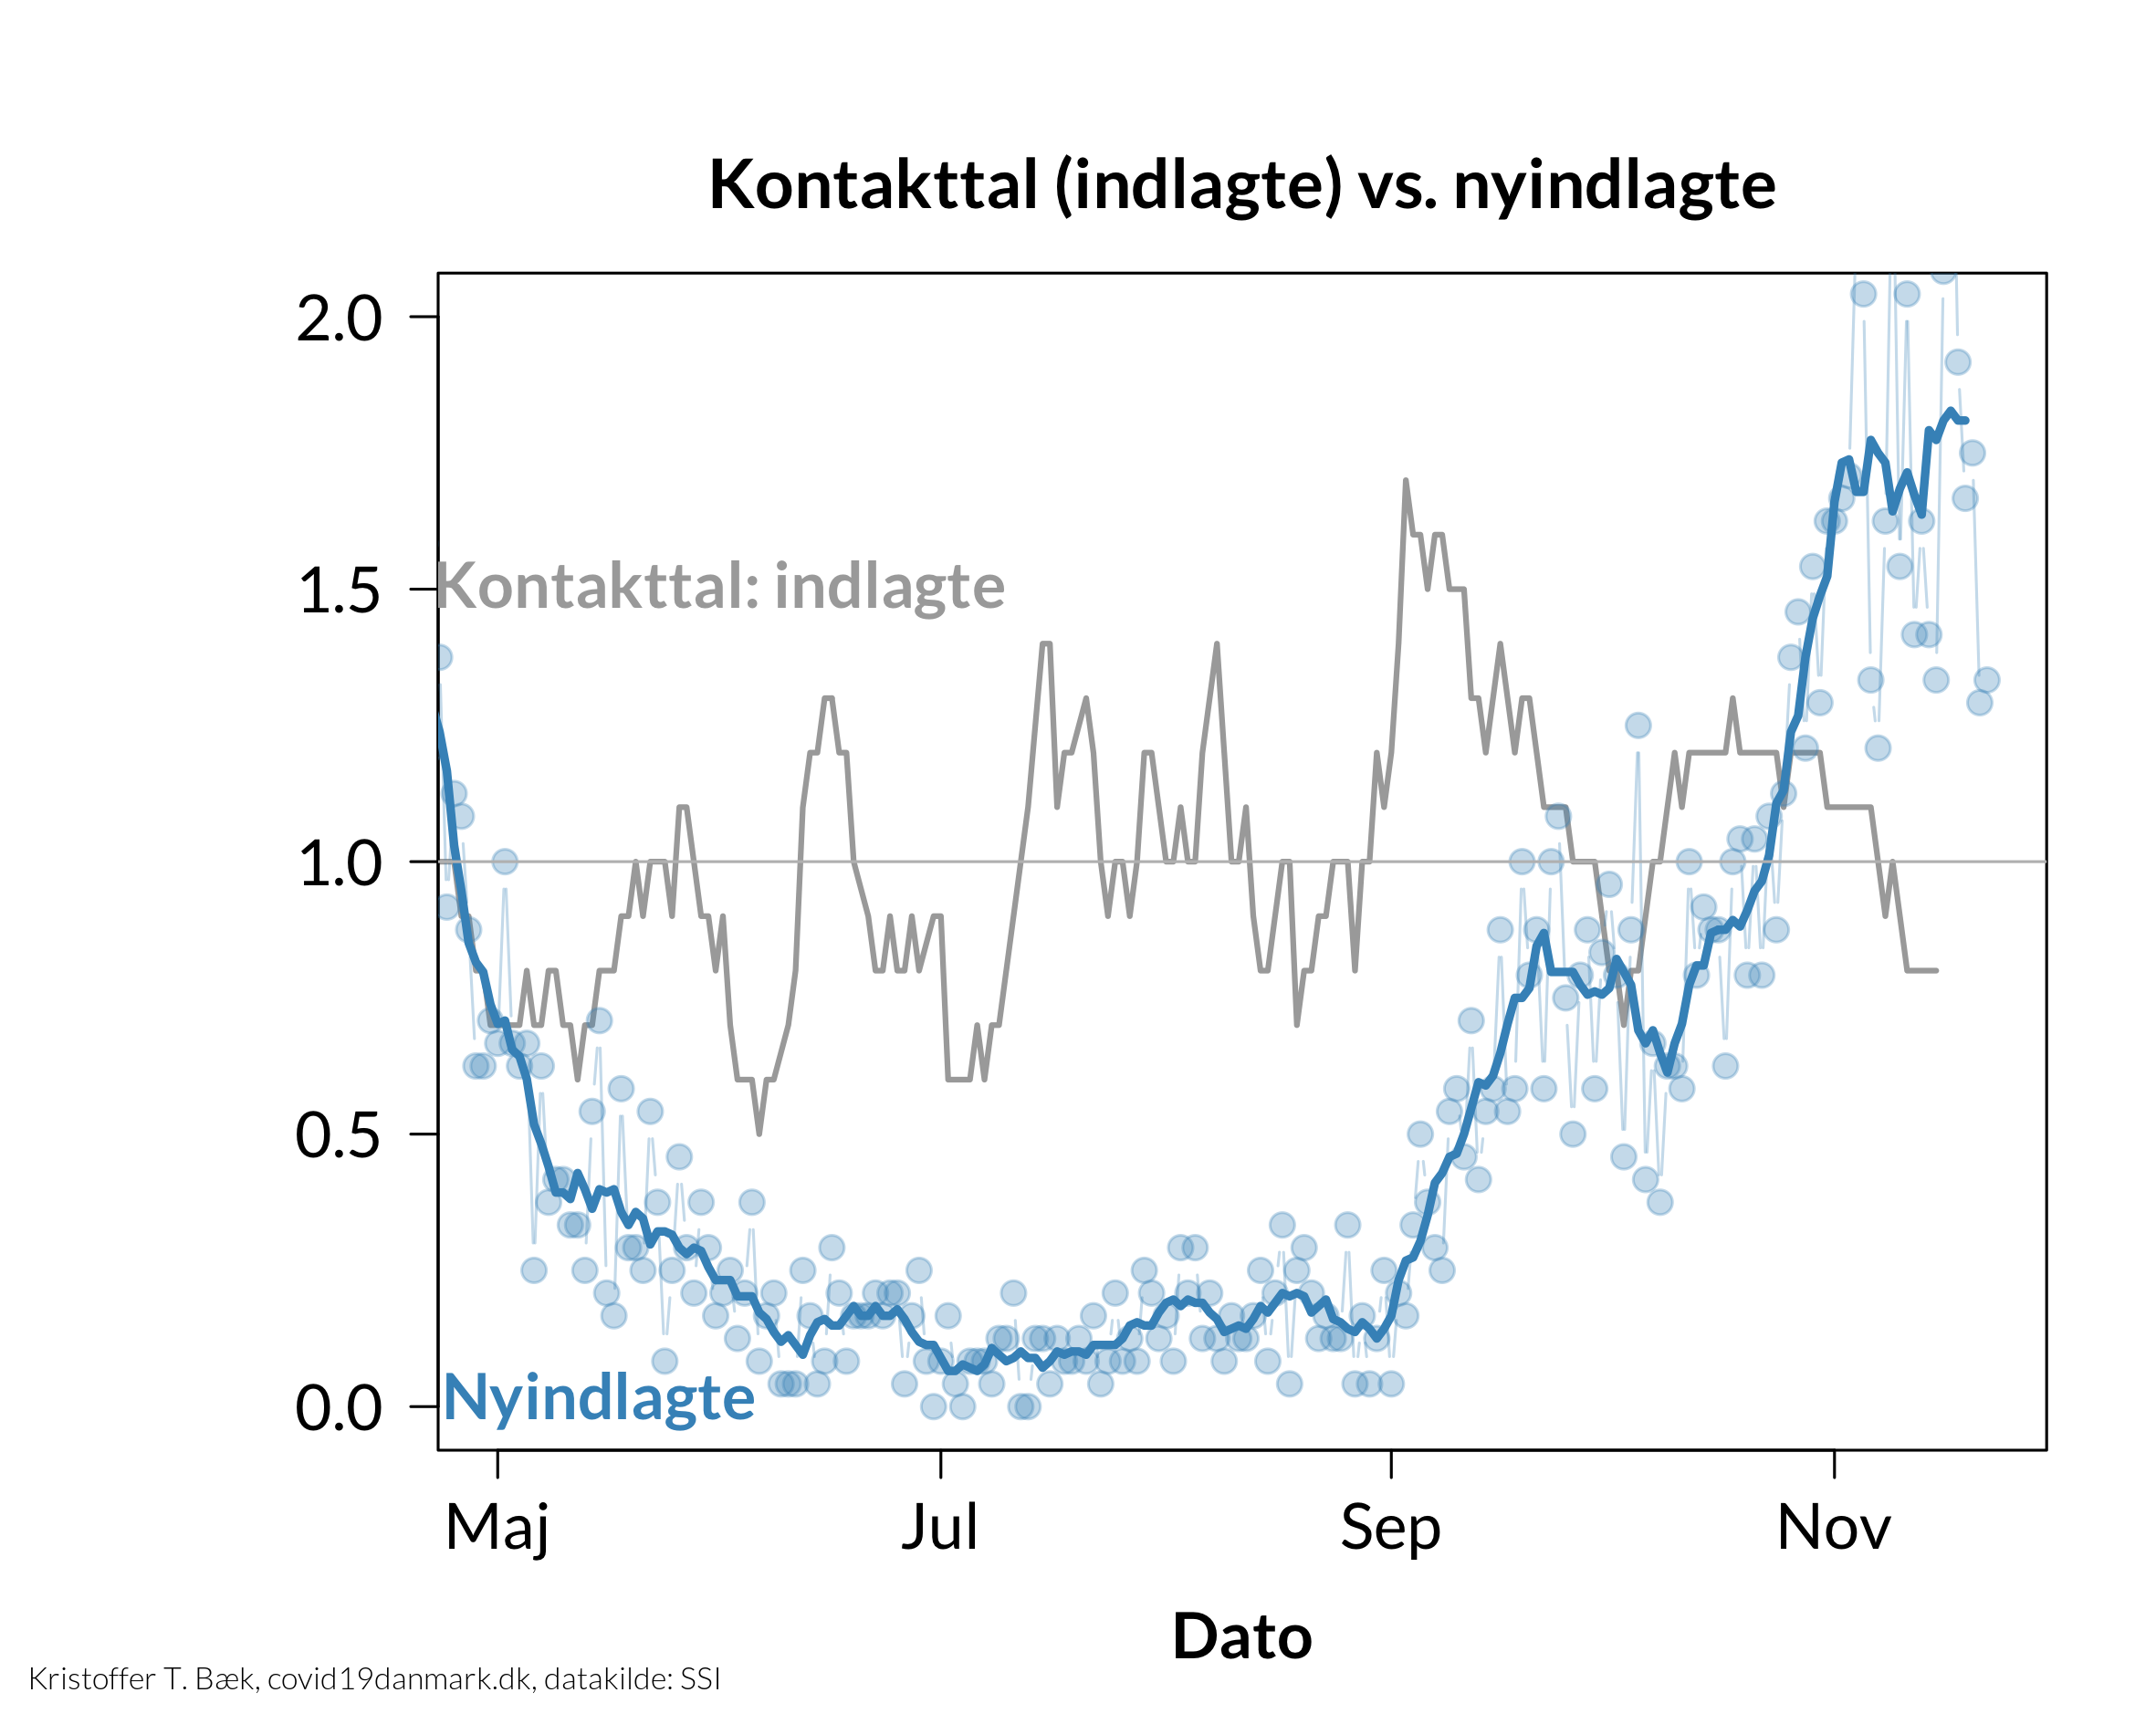 Kontakttal (indlagte) vs. nyindlagte
2.0
1.5
1.0
0.5
0.0
Kontakttal: indlagte
Nyindlagte
Maj
Jul
Sep
Nov
Dato
Kristoffer T. Bæk, covid19danmark.dk, datakilde: SSI